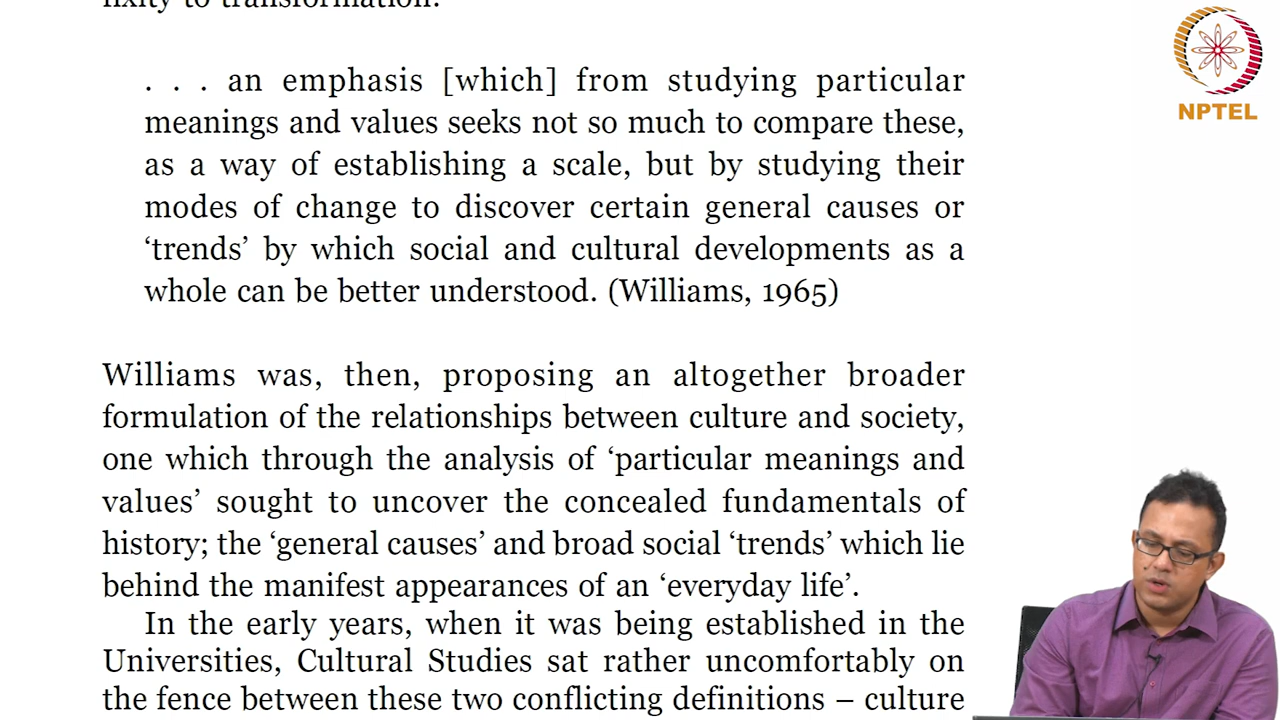 fixity to transformation:
. . . an emphasis [which] from studying particular
meanings and values seeks not so much to compare these,
as a way of establishing a scale, but by studying their
modes of change to discover certain general causes or
‘trends’ by which social and cultural developments as a
whole can be better understood. (Williams, 1965)
Williams was, then, proposing an altogether broader
formulation of the relationships between culture and society,
one which through the analysis of ‘particular meanings and
values’ sought to uncover the concealed fundamentals of
history; the ‘general causes’ and broad social ‘trends’ which lie
behind the manifest appearances of an ‘everyday life’.
In the early years, when it was being established in the
Universities, Cultural Studies sat rather uncomfortably on
the fence between these two conflicting definitions – culture
NPTEL